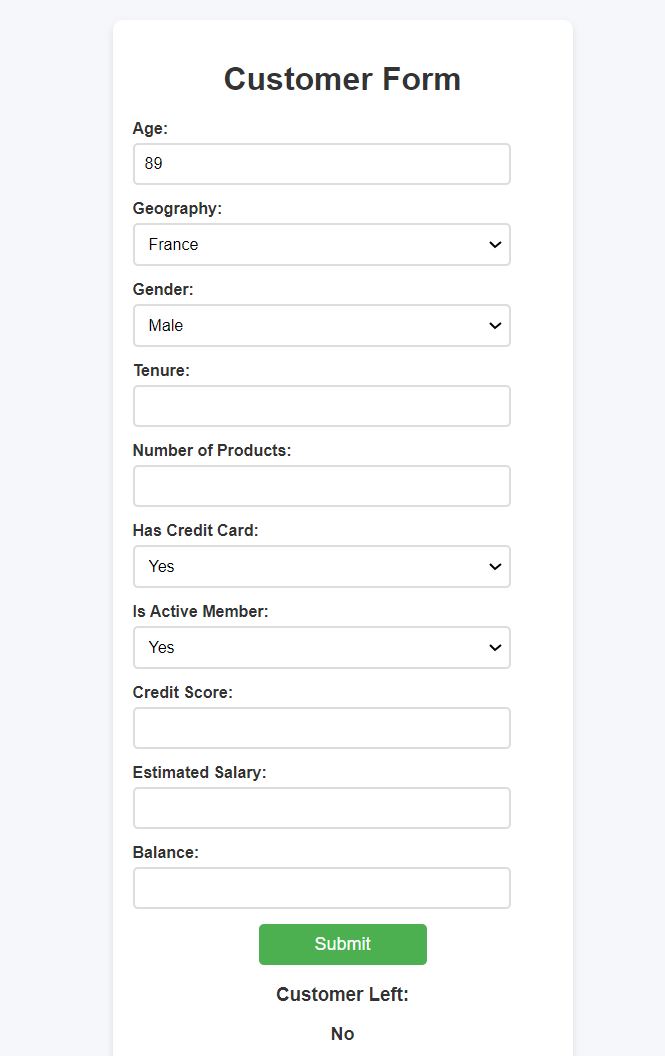 Customer Form
Age:
89
Geography:
France
Gender:
Male
Tenure:
Number of Products:
Has Credit Card:
Yes
Is Active Member:
Yes
Credit Score:
Estimated Salary:
Balance:
Submit
Customer Left:
No